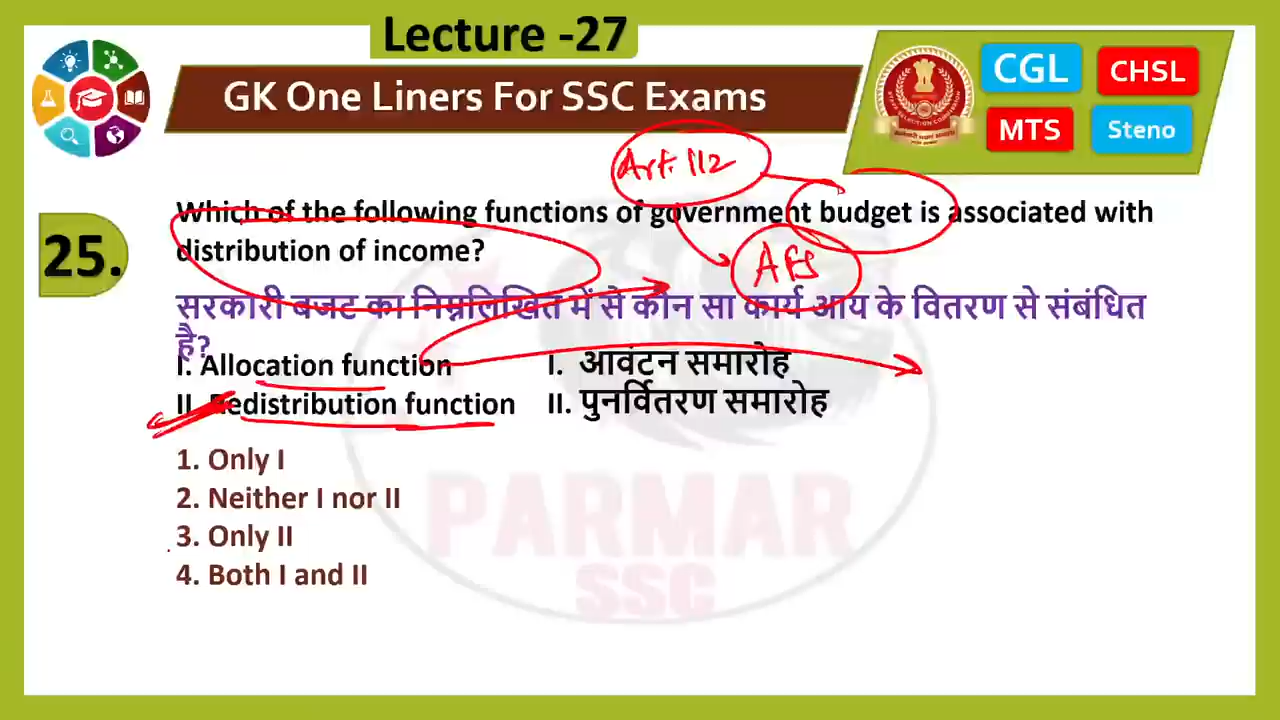 Lecture -27
GK One Liners For SSC Exams
CGL
CHSL
MTS
Steno
Art. 112
25.
Which of the following functions of government budget is associated with
distribution of income?
AFS
सरकारी बजट का निम्नलिखित में से कौन सा कार्य आय के वितरण से संबंधित
है?
I. Allocation function I. आवंटन समारोह
II. Redistribution function II. पुनर्वितरण समारोह
1. Only I
2. Neither I nor II
3. Only II
4. Both I and II
PARMAR
SSC